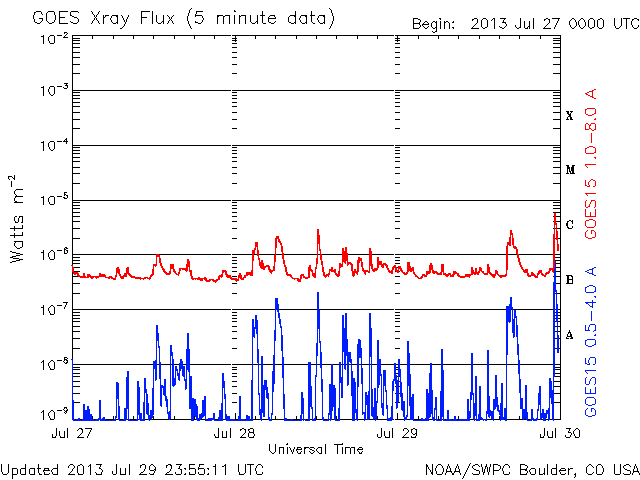 GOES Xray Flux (5 minute data)
Begin: 2013 Jul 27 0000 UTC
10⁻²
10⁻³
10⁻⁴
10⁻⁵
10⁻⁶
10⁻⁷
10⁻⁸
10⁻⁹
Watts m⁻²
X
M
C
B
A
GOES15 1.0-8.0 A
GOES15 0.5-4.0 A
Jul 27
Jul 28
Jul 29
Jul 30
Universal Time
Updated 2013 Jul 29 23:55:11 UTC
NOAA/SWPC Boulder, CO USA